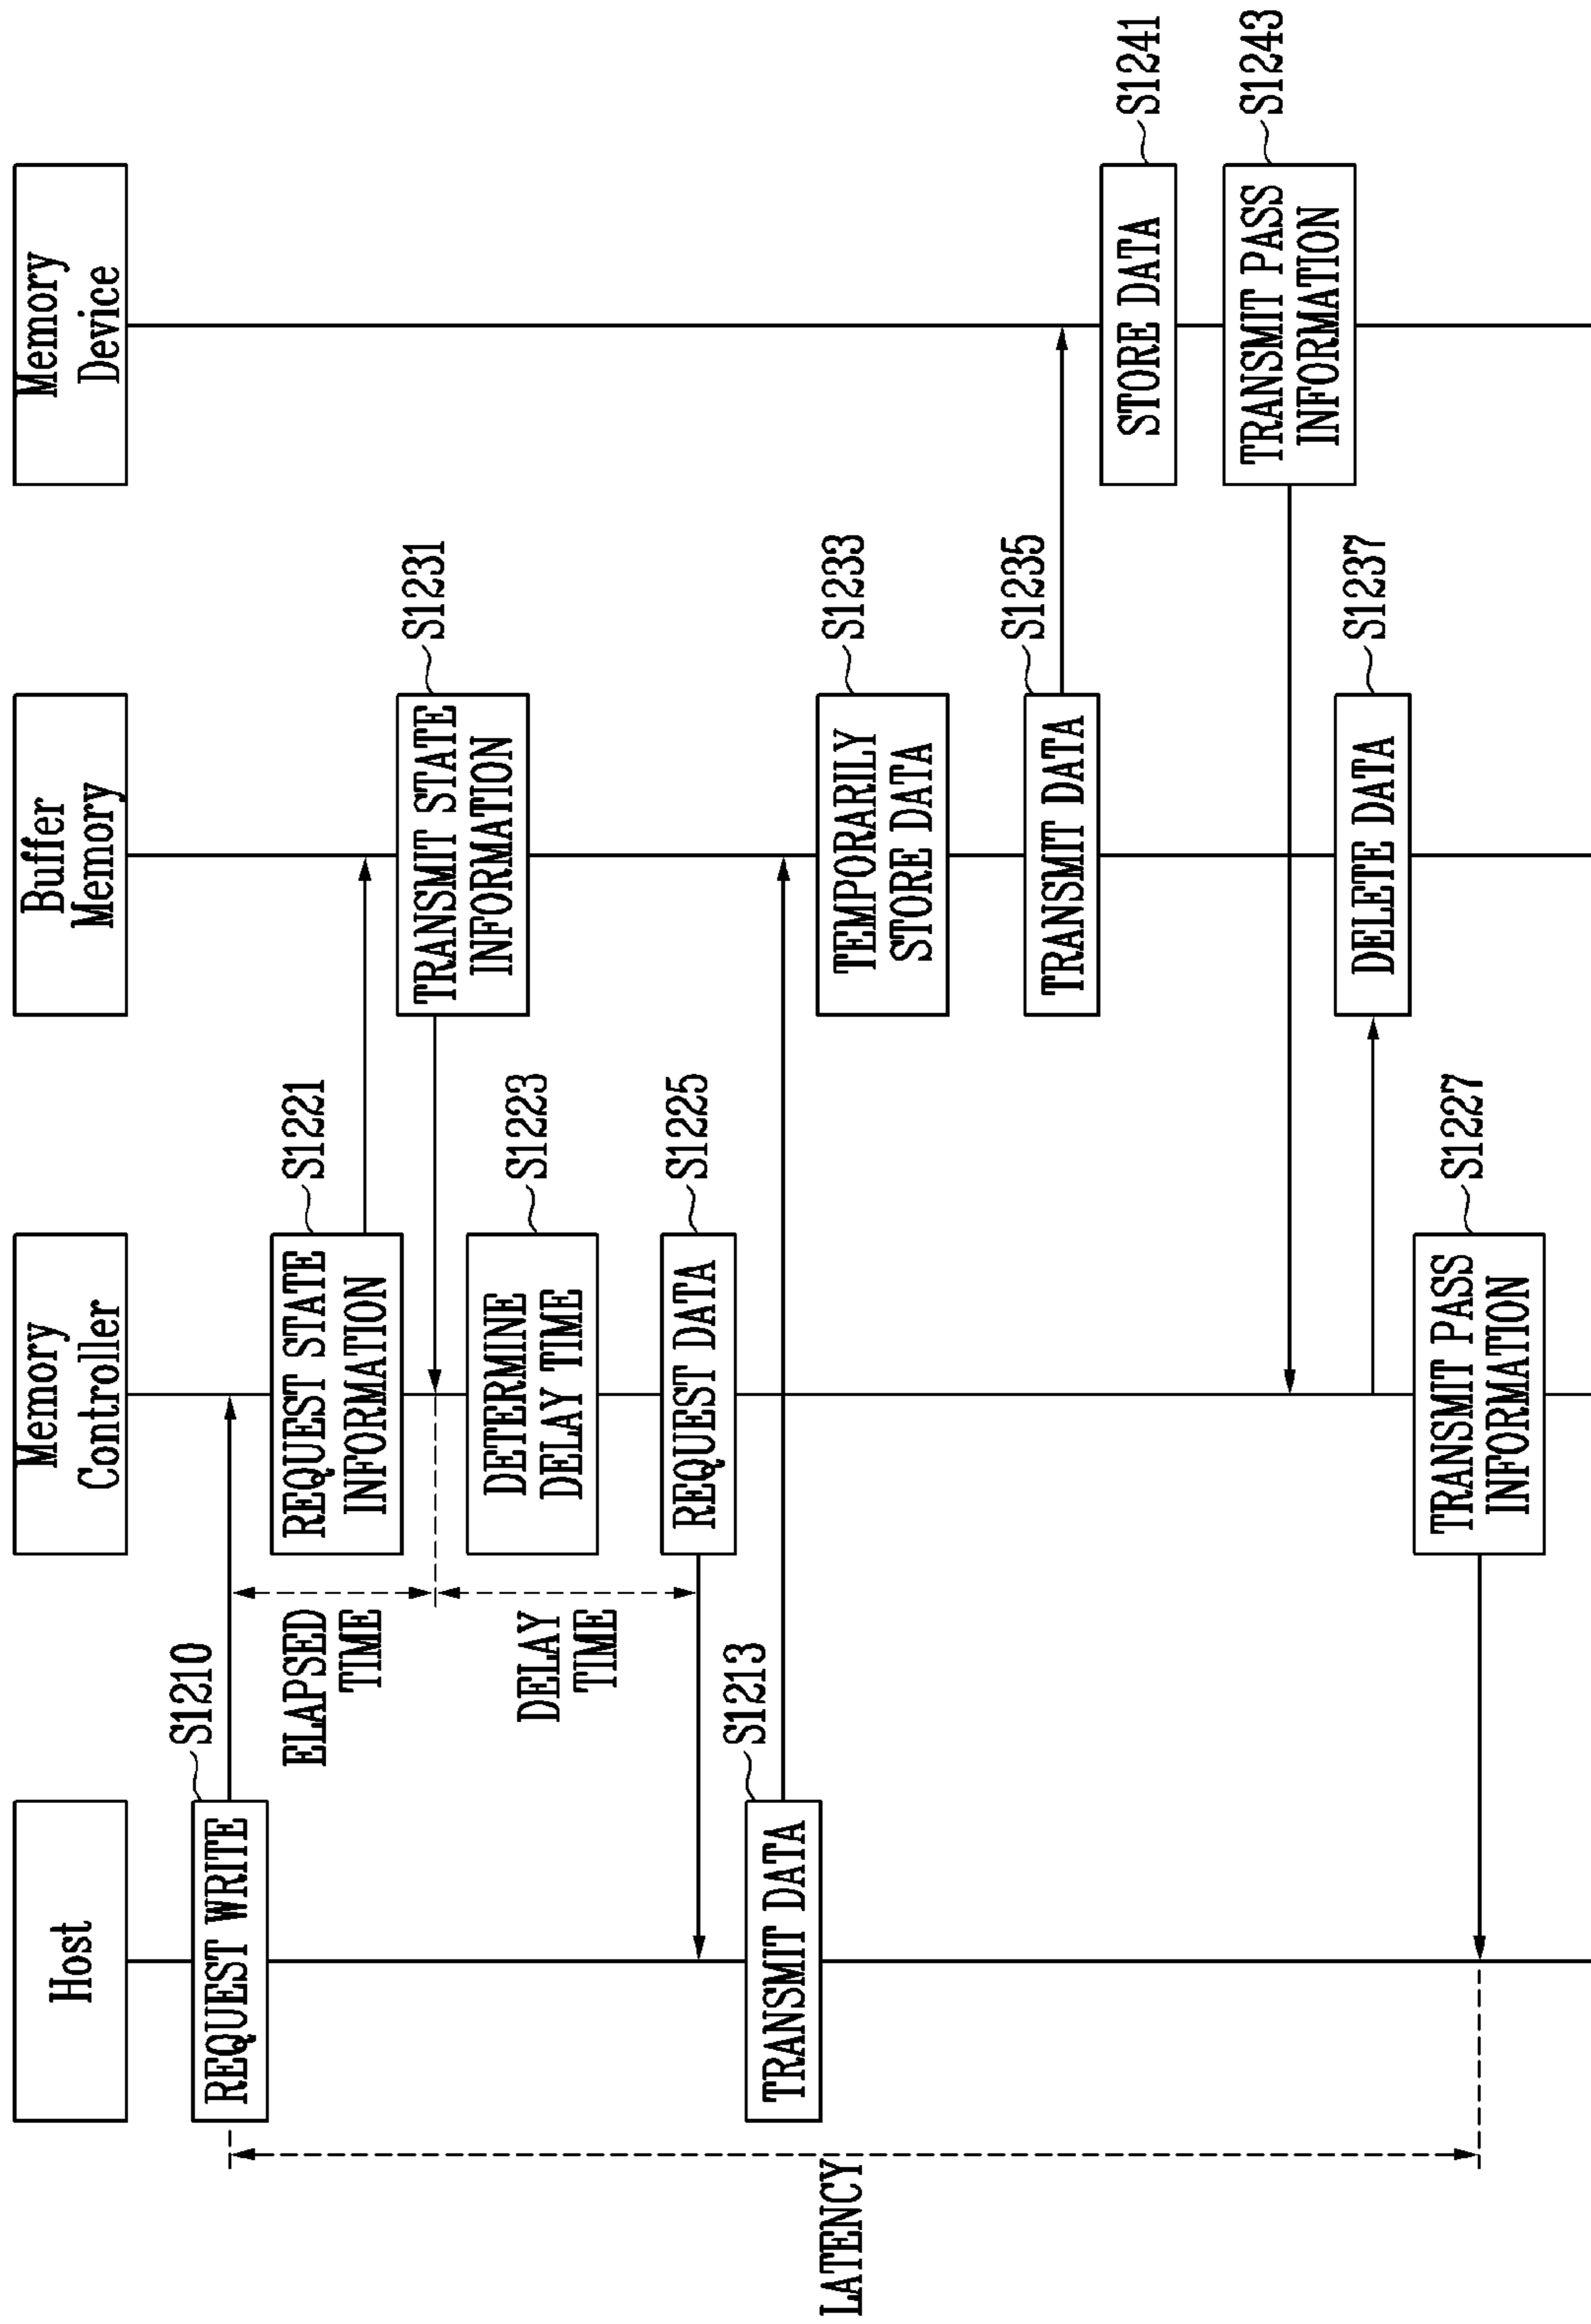 Host
Memory
Controller
Buffer
Memory
Memory
Device
REQUEST WRITE
S1210
REQUEST STATE
INFORMATION
S1221
ELAPSED
TIME
TRANSMIT STATE
INFORMATION
S1231
DETERMINE
DELAY TIME
S1223
DELAY
TIME
REQUEST DATA
S1225
TRANSMIT DATA
S1213
LATENCY
TEMPORARILY
STORE DATA
S1233
TRANSMIT DATA
S1235
STORE DATA
S1241
TRANSMIT PASS
INFORMATION
S1243
DELETE DATA
S1237
TRANSMIT PASS
INFORMATION
S1227